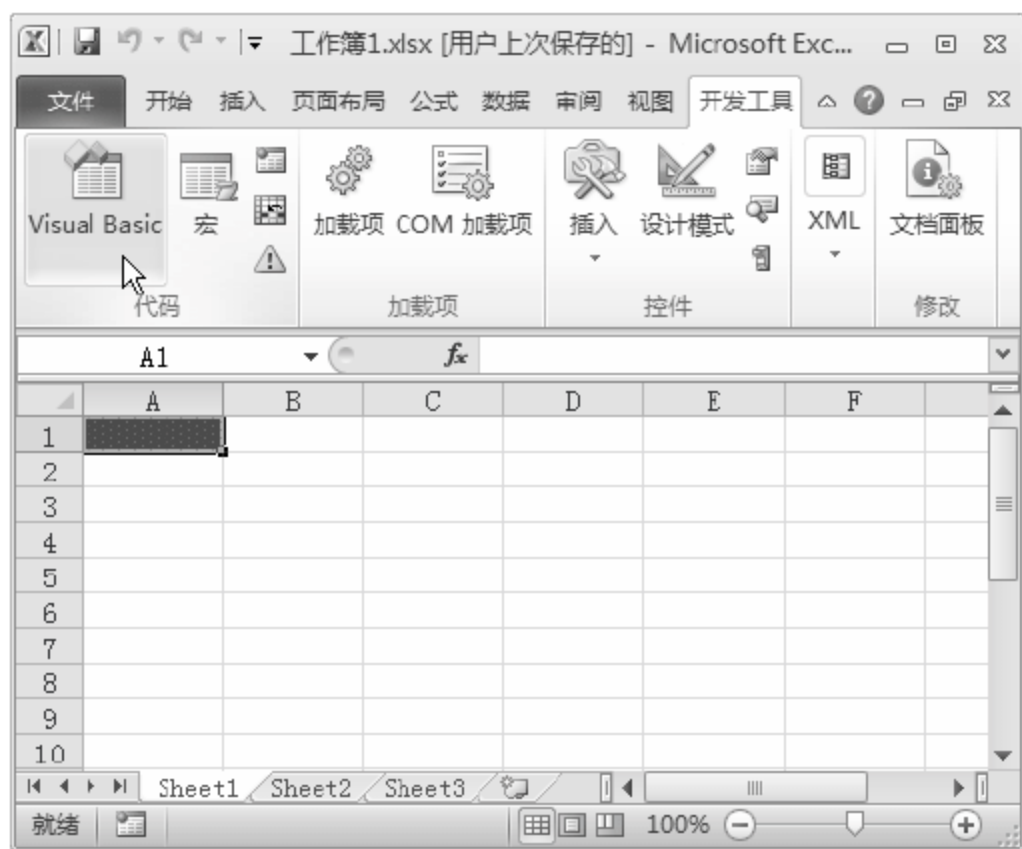 工作簿1.xlsx [用户上次保存的] - Microsoft Exc...
文件 开始 插入 页面布局 公式 数据 审阅 视图 开发工具
Visual Basic 宏 加载项 COM 加载项 插入 设计模式 XML 文档面板
代码 加载项 控件 修改
A1 fx
A B C D E F
1
2
3
4
5
6
7
8
9
10
Sheet1 Sheet2 Sheet3
就绪 100%